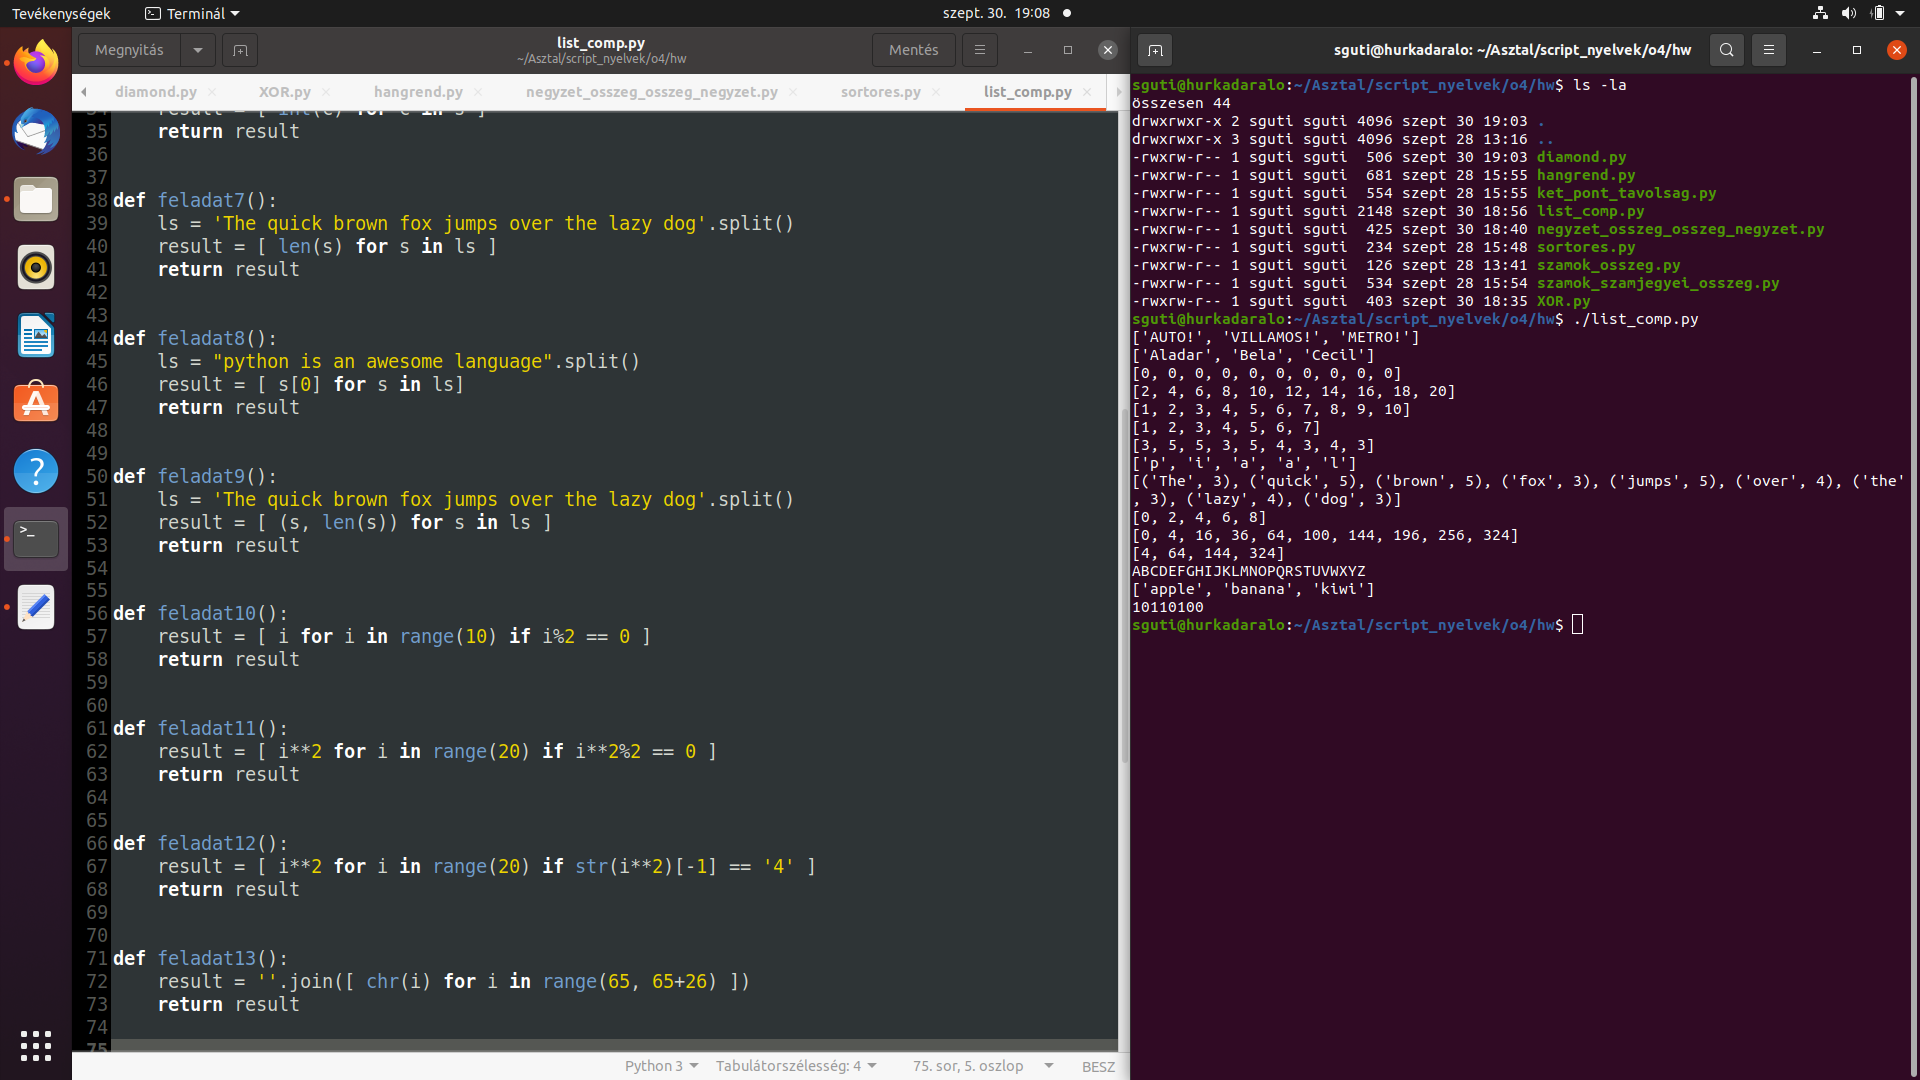 Tevékenységek
Terminál
szept. 30. 19:08
Megnyitás
list_comp.py
~/Asztal/script_nyelvek/o4/hw
Mentés
diamond.py
XOR.py
hangrend.py
negyzet_osszeg_osszeg_negyzet.py
sortores.py
list_comp.py
35     return result
36
37
38 def feladat7():
39     ls = 'The quick brown fox jumps over the lazy dog'.split()
40     result = [ len(s) for s in ls ]
41     return result
42
43
44 def feladat8():
45     ls = "python is an awesome language".split()
46     result = [ s[0] for s in ls]
47     return result
48
49
50 def feladat9():
51     ls = 'The quick brown fox jumps over the lazy dog'.split()
52     result = [ (s, len(s)) for s in ls ]
53     return result
54
55
56 def feladat10():
57     result = [ i for i in range(10) if i%2 == 0 ]
58     return result
59
60
61 def feladat11():
62     result = [ i**2 for i in range(20) if i**2%2 == 0 ]
63     return result
64
65
66 def feladat12():
67     result = [ i**2 for i in range(20) if str(i**2)[-1] == '4' ]
68     return result
69
70
71 def feladat13():
72     result = ''.join([ chr(i) for i in range(65, 65+26) ])
73     return result
74
75
Python 3
Tabulátorszélesség: 4
75. sor, 5. oszlop
BESZ
sguti@hurkadaralo: ~/Asztal/script_nyelvek/o4/hw
sguti@hurkadaralo:~/Asztal/script_nyelvek/o4/hw$ ls -la
összesen 44
drwxrwxr-x 2 sguti sguti 4096 szept 30 19:03 .
drwxrwxr-x 3 sguti sguti 4096 szept 28 13:16 ..
-rwxrw-r-- 1 sguti sguti  506 szept 30 19:03 diamond.py
-rwxrw-r-- 1 sguti sguti  681 szept 28 15:55 hangrend.py
-rwxrw-r-- 1 sguti sguti  554 szept 28 15:55 ket_pont_tavolsag.py
-rwxrw-r-- 1 sguti sguti 2148 szept 30 18:56 list_comp.py
-rwxrw-r-- 1 sguti sguti  425 szept 30 18:40 negyzet_osszeg_osszeg_negyzet.py
-rwxrw-r-- 1 sguti sguti  234 szept 28 15:48 sortores.py
-rwxrw-r-- 1 sguti sguti  126 szept 28 13:41 szamok_osszeg.py
-rwxrw-r-- 1 sguti sguti  534 szept 28 15:54 szamok_szamjegyei_osszeg.py
-rwxrw-r-- 1 sguti sguti  403 szept 30 18:35 XOR.py
sguti@hurkadaralo:~/Asztal/script_nyelvek/o4/hw$ ./list_comp.py
['AUTO!', 'VILLAMOS!', 'METRO!']
['Aladar', 'Bela', 'Cecil']
[0, 0, 0, 0, 0, 0, 0, 0, 0, 0]
[2, 4, 6, 8, 10, 12, 14, 16, 18, 20]
[1, 2, 3, 4, 5, 6, 7, 8, 9, 10]
[1, 2, 3, 4, 5, 6, 7]
[3, 5, 5, 3, 5, 4, 3, 4, 3]
['p', 'i', 'a', 'a', 'l']
[('The', 3), ('quick', 5), ('brown', 5), ('fox', 3), ('jumps', 5), ('over', 4), ('the'
, 3), ('lazy', 4), ('dog', 3)]
[0, 2, 4, 6, 8]
[0, 4, 16, 36, 64, 100, 144, 196, 256, 324]
[4, 64, 144, 324]
ABCDEFGHIJKLMNOPQRSTUVWXYZ
['apple', 'banana', 'kiwi']
10110100
sguti@hurkadaralo:~/Asztal/script_nyelvek/o4/hw$